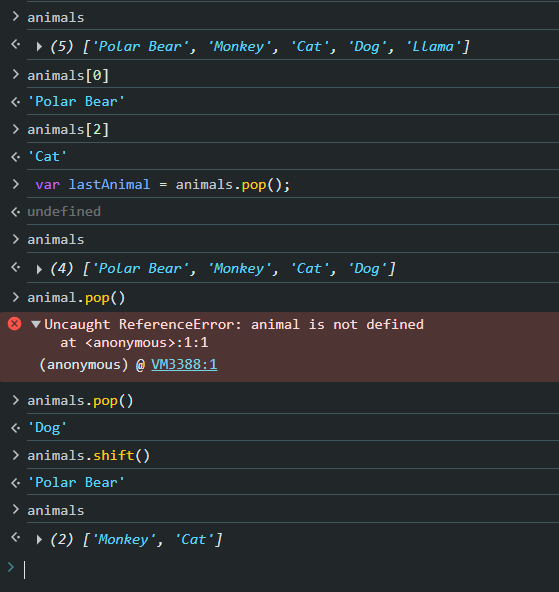 animals
(5) ['Polar Bear', 'Monkey', 'Cat', 'Dog', 'Llama']
animals[0]
'Polar Bear'
animals[2]
'Cat'
var lastAnimal = animals.pop();
undefined
animals
(4) ['Polar Bear', 'Monkey', 'Cat', 'Dog']
animal.pop()
Uncaught ReferenceError: animal is not defined
at <anonymous>:1:1
(anonymous) @ VM3388:1
animals.pop()
'Dog'
animals.shift()
'Polar Bear'
animals
(2) ['Monkey', 'Cat']